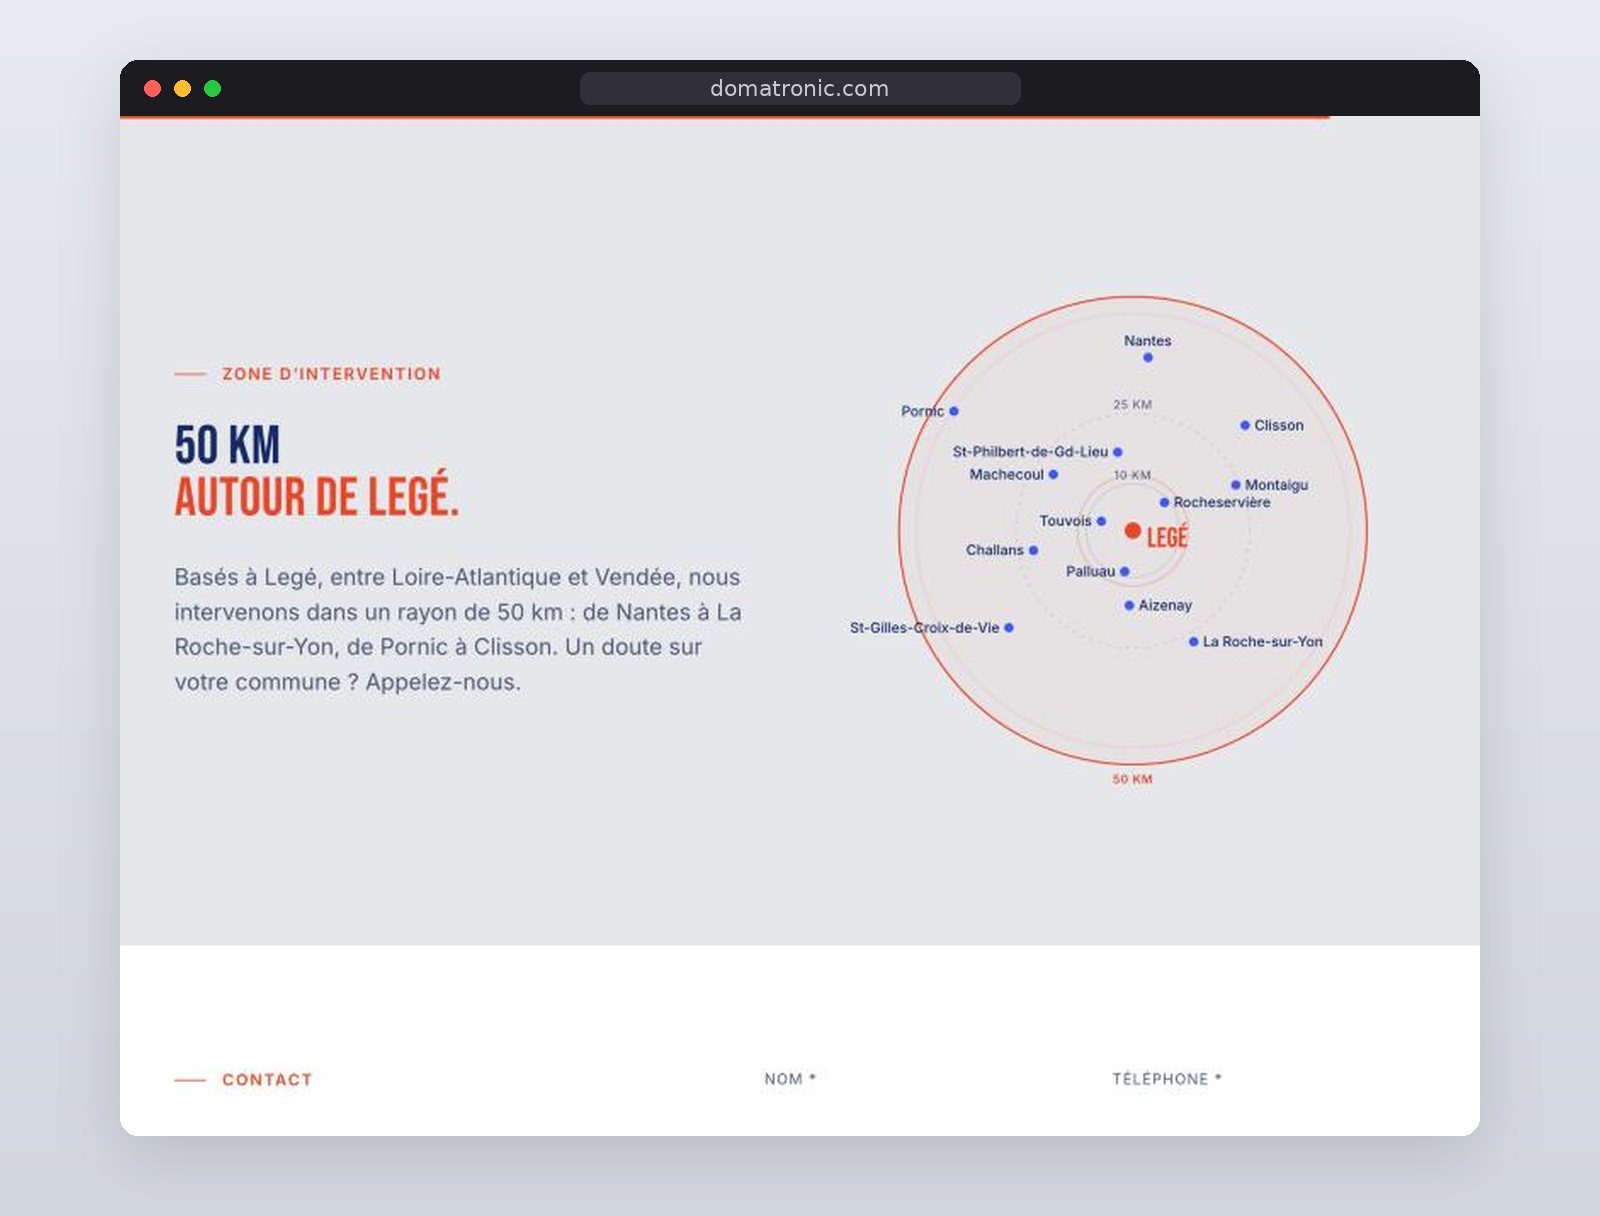 domatronic.com
ZONE D'INTERVENTION
50 KM
AUTOUR DE LEGÉ.
Basés à Legé, entre Loire-Atlantique et Vendée, nous
intervenons dans un rayon de 50 km : de Nantes à La
Roche-sur-Yon, de Pornic à Clisson. Un doute sur
votre commune ? Appelez-nous.
Nantes
25 KM
Pornic
Clisson
St-Philbert-de-Gd-Lieu
Machecoul
10 KM
Montaigu
Rocheservière
Touvois
LEGÉ
Challans
Palluau
Aizenay
St-Gilles-Croix-de-Vie
La Roche-sur-Yon
50 KM
CONTACT
NOM *
TÉLÉPHONE *